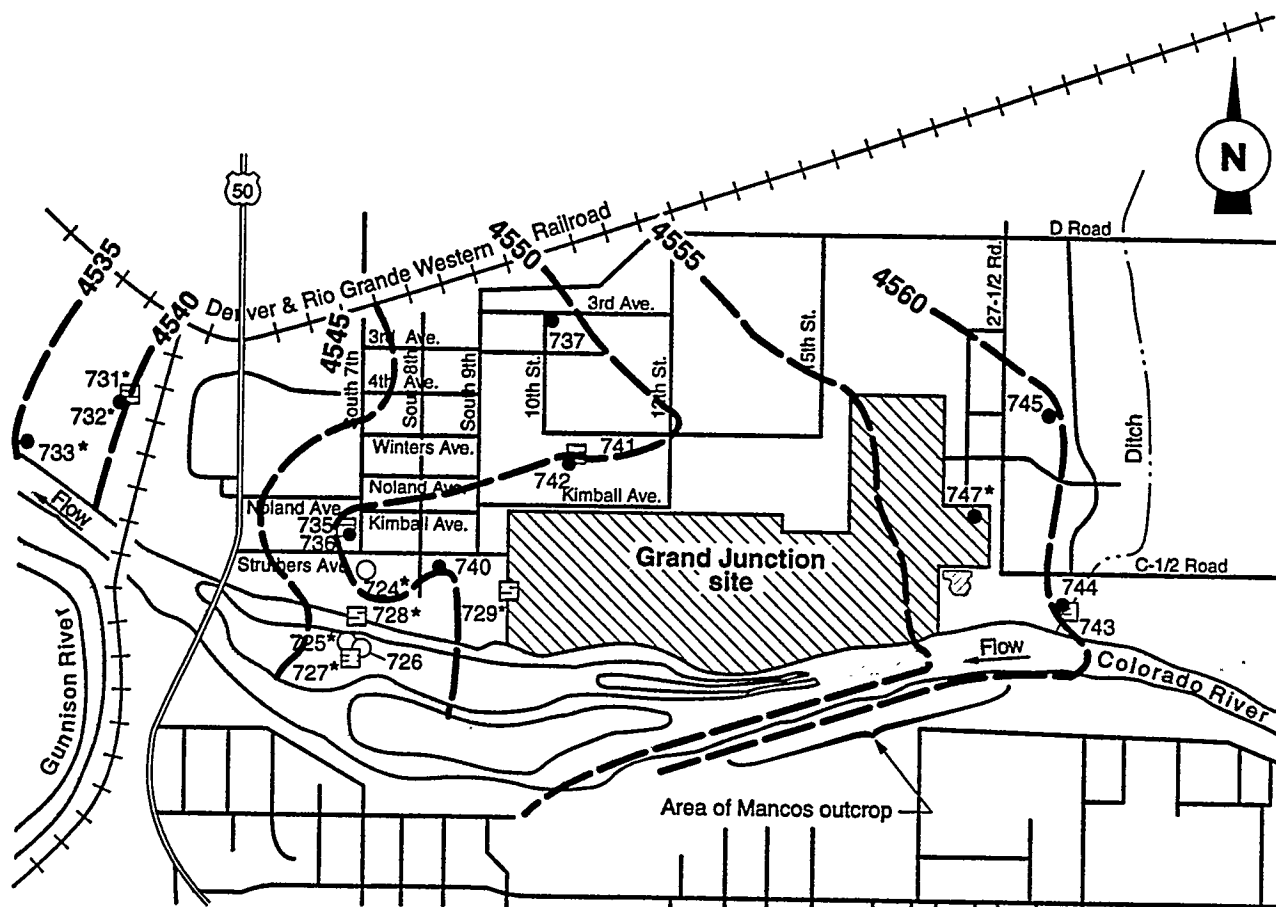 50
N
D Road
Denver & Rio Grande Western Railroad
4535
4540
4545
4550
4555
4560
27-1/2 Rd.
3rd Ave.
737
3rd Ave.
4th Ave.
South 7th
South 8th
South 9th
10th St.
12th St.
15th St.
745
Ditch
731*
732*
733*
Winters Ave.
741
742
Noland Ave.
Kimball Ave.
747*
Flow
Noland Ave.
735
736
Kimball Ave.
Struthers Ave.
740
724*
728*
729*
725*
726
727*
Grand Junction
site
C-1/2 Road
744
743
Flow
Colorado River
Gunnison River
Area of Mancos outcrop